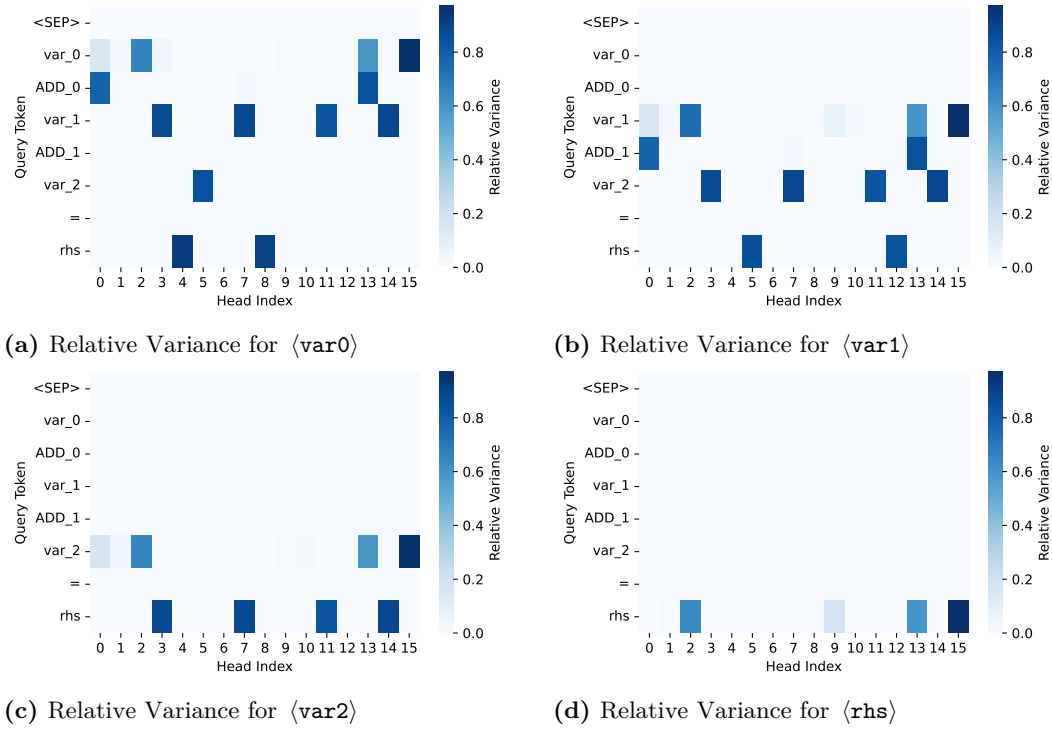 <SEP>
var_0
ADD_0
var_1
ADD_1
var_2
=
rhs
Query Token
0 1 2 3 4 5 6 7 8 9 10 11 12 13 14 15
Head Index
0.8
0.6
0.4
0.2
0.0
Relative Variance
(a) Relative Variance for ⟨var0⟩
<SEP>
var_0
ADD_0
var_1
ADD_1
var_2
=
rhs
Query Token
0 1 2 3 4 5 6 7 8 9 10 11 12 13 14 15
Head Index
0.8
0.6
0.4
0.2
0.0
Relative Variance
(b) Relative Variance for ⟨var1⟩
<SEP>
var_0
ADD_0
var_1
ADD_1
var_2
=
rhs
Query Token
0 1 2 3 4 5 6 7 8 9 10 11 12 13 14 15
Head Index
0.8
0.6
0.4
0.2
0.0
Relative Variance
(c) Relative Variance for ⟨var2⟩
<SEP>
var_0
ADD_0
var_1
ADD_1
var_2
=
rhs
Query Token
0 1 2 3 4 5 6 7 8 9 10 11 12 13 14 15
Head Index
0.8
0.6
0.4
0.2
0.0
Relative Variance
(d) Relative Variance for ⟨rhs⟩